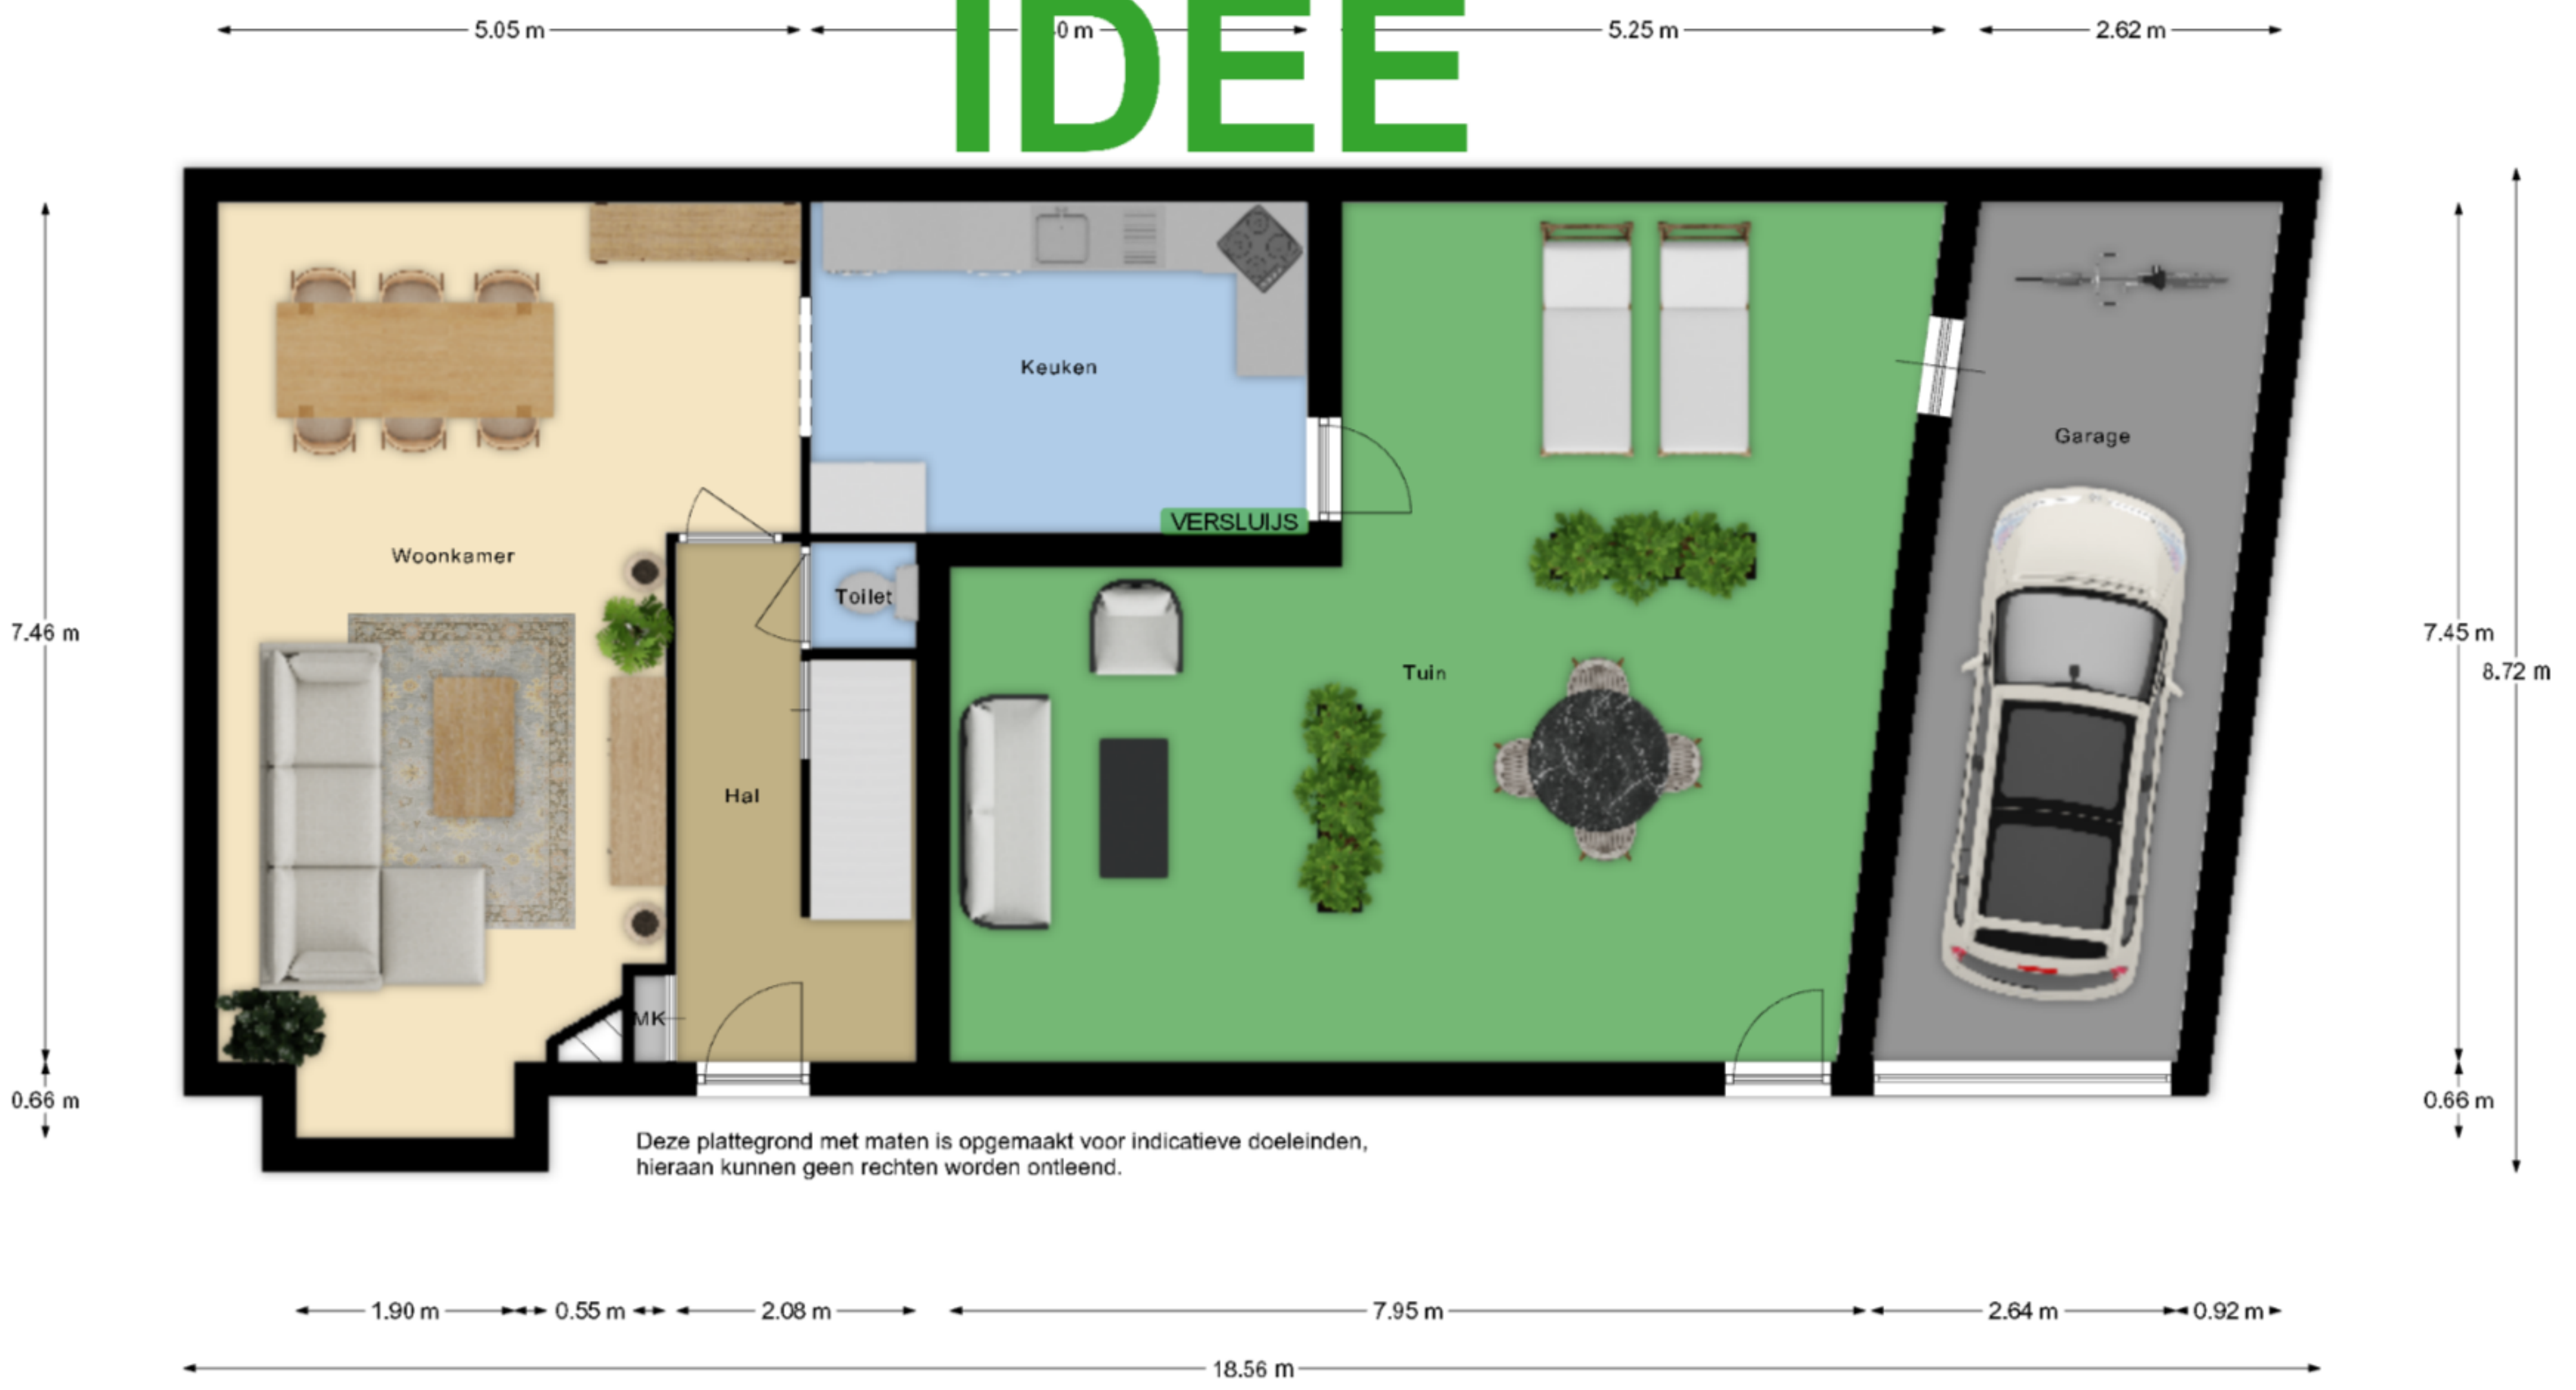 IDEE
5.05 m
0 m
5.25 m
2.62 m
Keuken
Garage
VERSLUIJS
Woonkamer
Toilet
7.46 m
7.45 m
8.72 m
Tuin
Hal
MK
0.66 m
0.66 m
Deze plattegrond met maten is opgemaakt voor indicatieve doeleinden,
hieraan kunnen geen rechten worden ontleend.
1.90 m
0.55 m
2.08 m
7.95 m
2.64 m
0.92 m
18.56 m